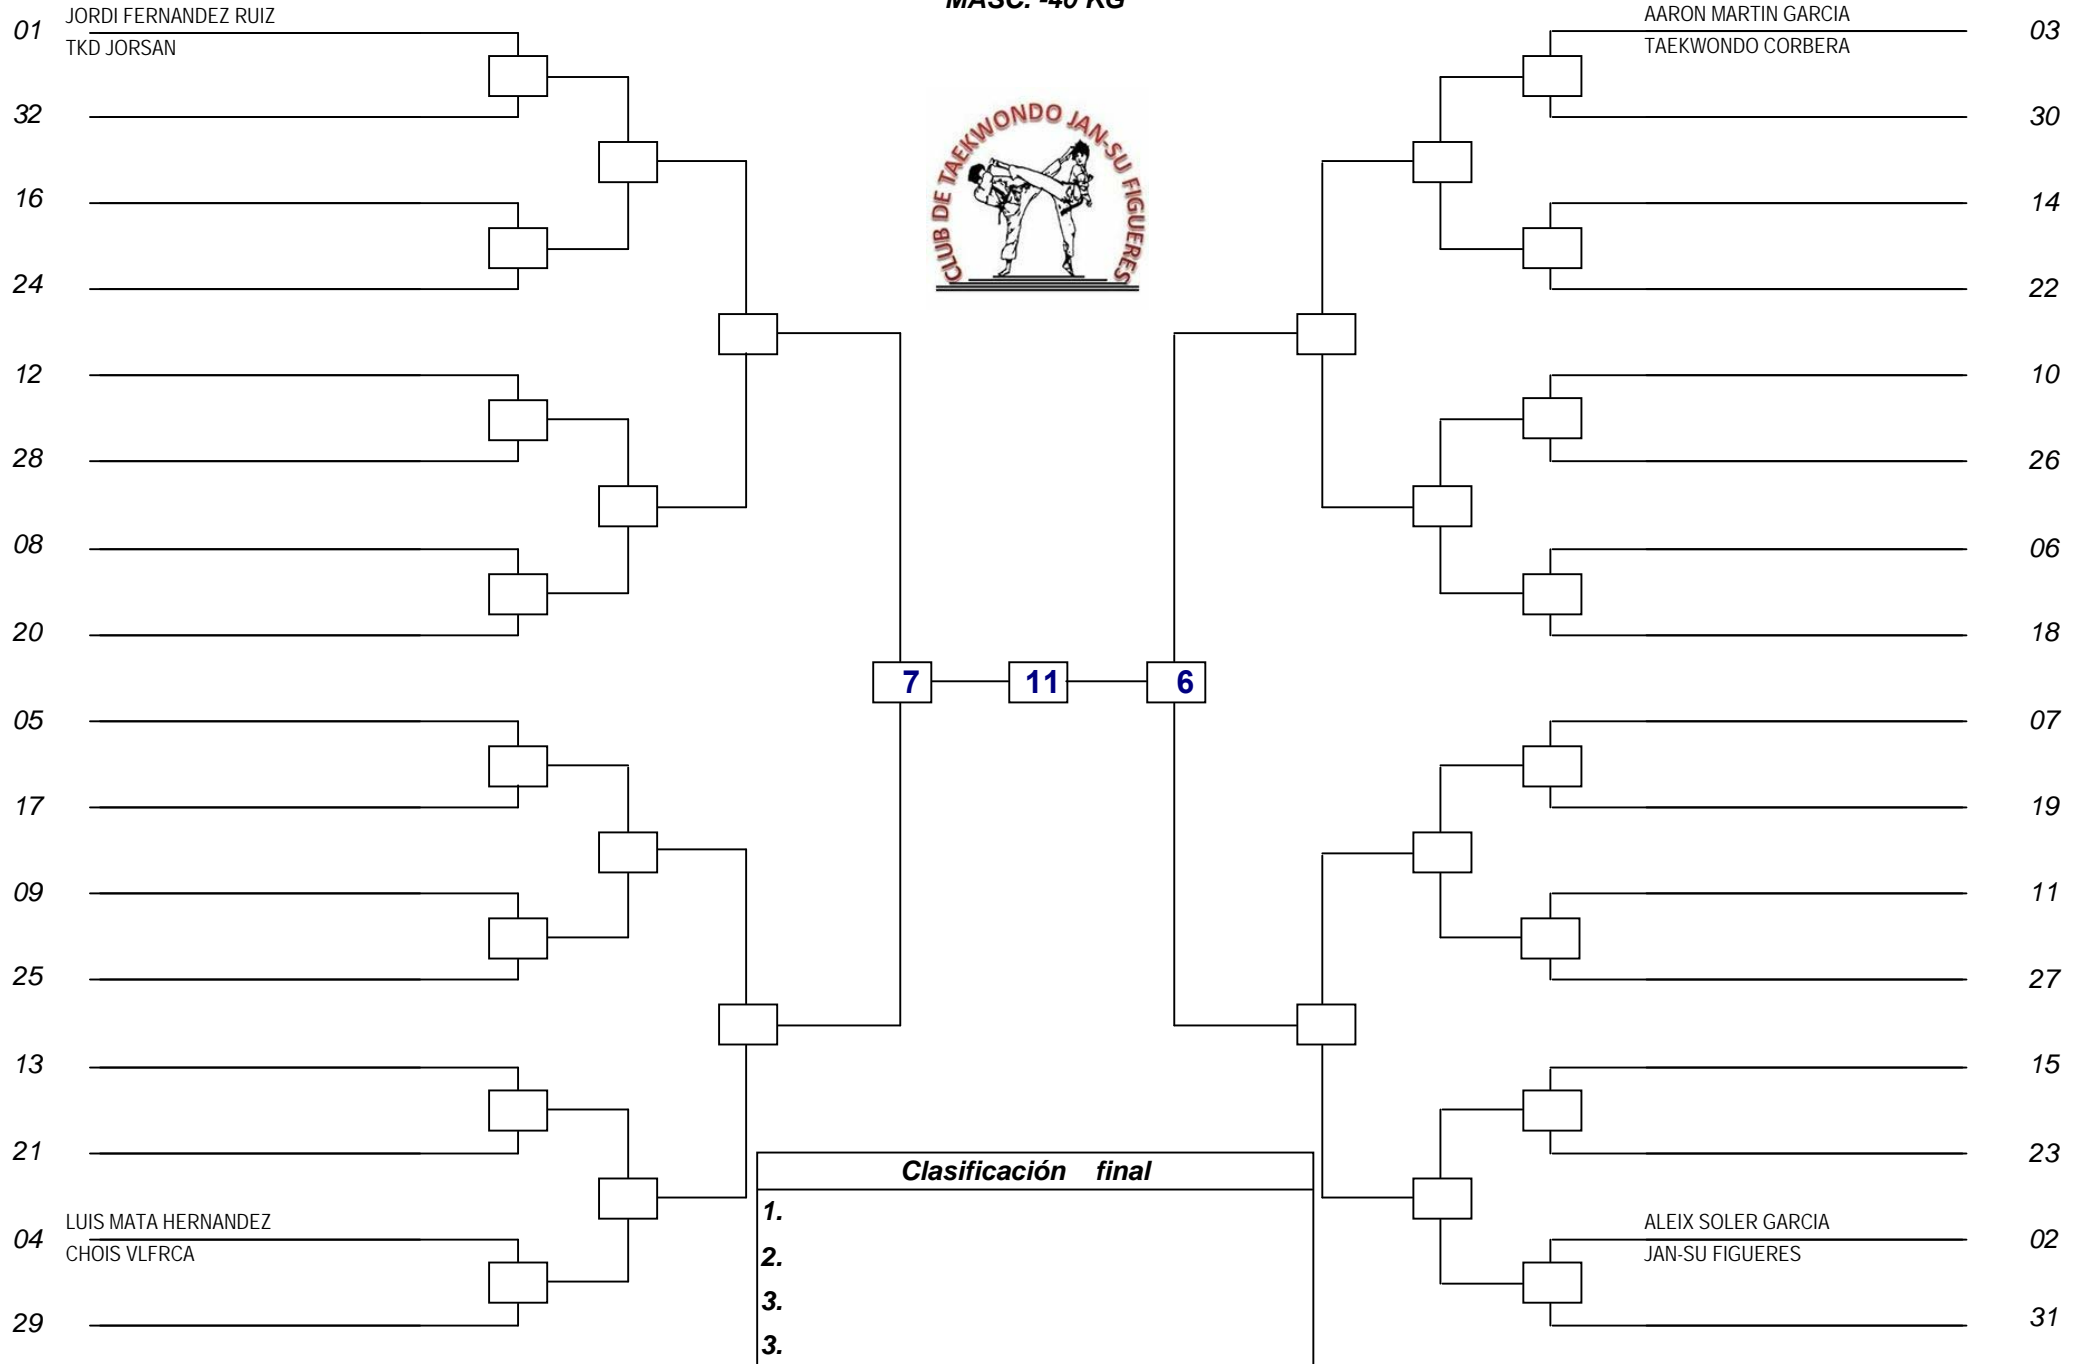 MASC. -40 KG
01 JORDI FERNANDEZ RUIZ
TKD JORSAN
32
16
24
12
28
08
20
05
17
09
25
13
21
04 LUIS MATA HERNANDEZ
CHOIS VLFRCA
29
CLUB DE TAEKWONDO JAN-SU FIGUERES
7 11 6
AARON MARTIN GARCIA 03
TAEKWONDO CORBERA
30
14
22
10
26
06
18
07
19
11
27
15
23
ALEIX SOLER GARCIA 02
JAN-SU FIGUERES
31
Clasificación final
1.
2.
3.
3.